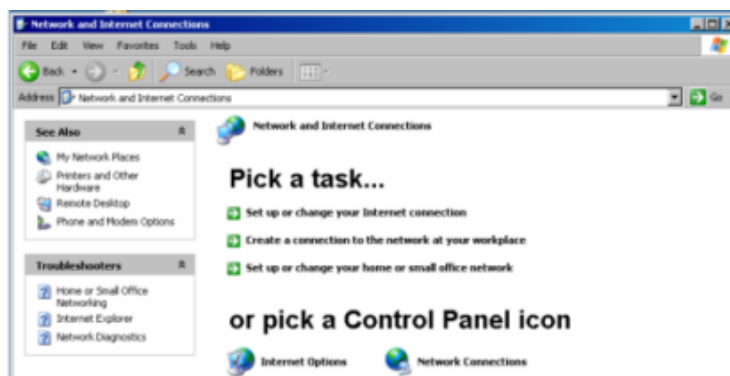 Network and Internet Connections
File Edit View Favorites Tools Help
Back Search Folders
Address Network and Internet Connections Go
See Also
My Network Places
Printers and Other
Hardware
Remote Desktop
Phone and Modem Options
Troubleshooters
Home or Small Office
Networking
Internet Explorer
Network Diagnostics
Network and Internet Connections
Pick a task...
Set up or change your Internet connection
Create a connection to the network at your workplace
Set up or change your home or small office network
or pick a Control Panel icon
Internet Options Network Connections